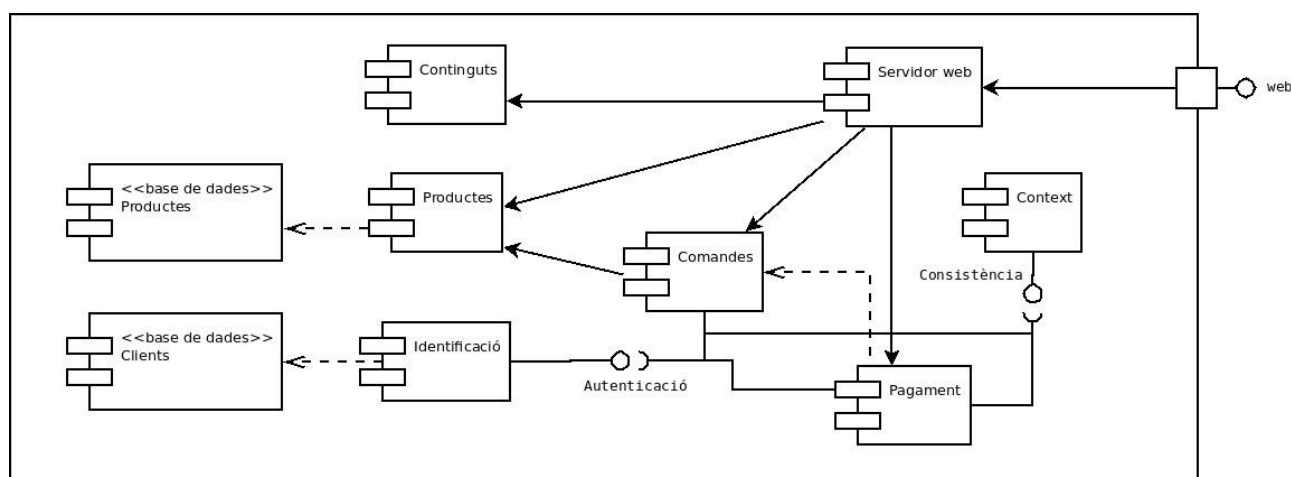 Continguts
Servidor web
web
<<base de dades>>
Productes
Productes
Context
Comandes
Consistència
<<base de dades>>
Clients
Identificació
Autenticació
Pagament